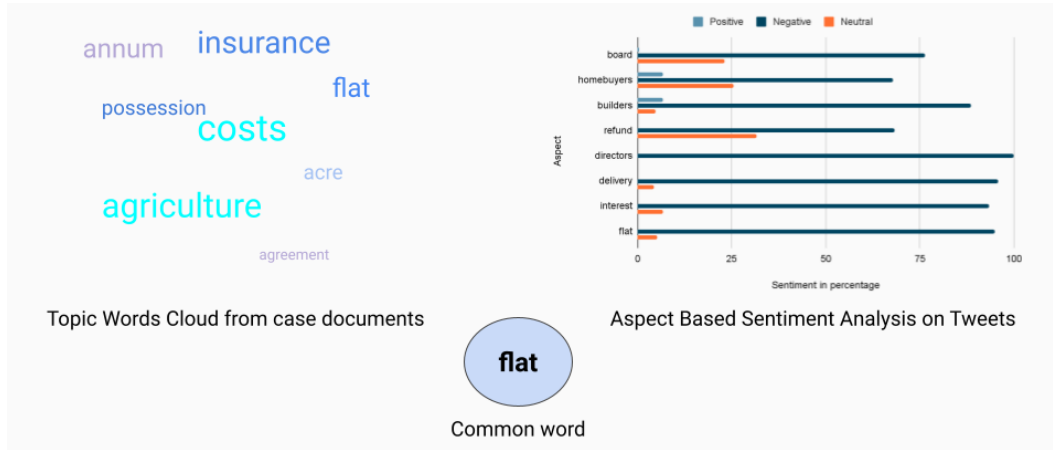 annum
insurance
flat
possession
costs
acre
agriculture
agreement
Topic Words Cloud from case documents
Positive Negative Neutral
Aspect
board
homebuyers
builders
refund
directors
delivery
interest
flat
0 25 50 75 100
Sentiment in percentage
Aspect Based Sentiment Analysis on Tweets
flat
Common word